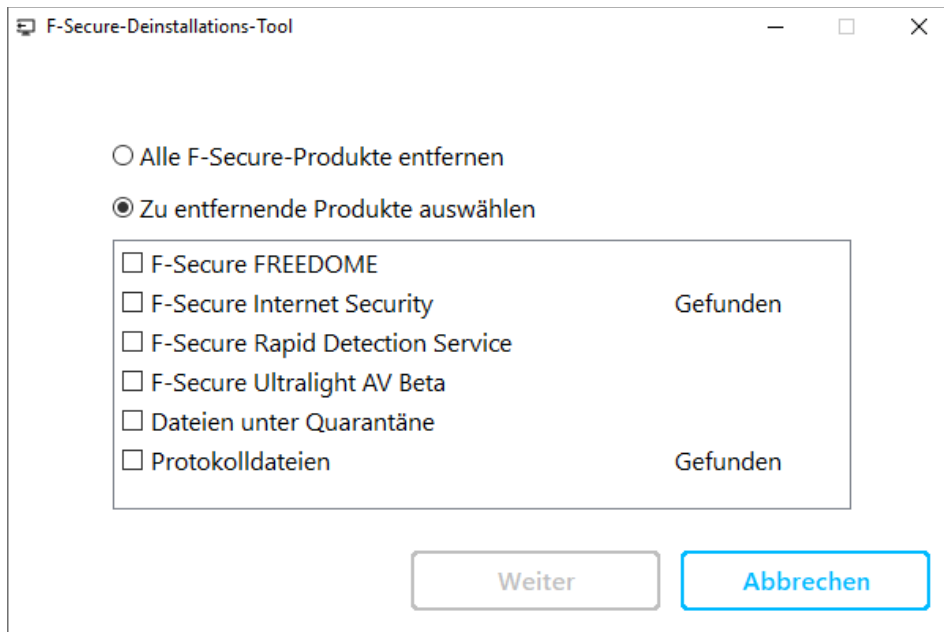 F-Secure-Deinstallations-Tool
Alle F-Secure-Produkte entfernen
Zu entfernende Produkte auswählen
F-Secure FREEDOME
F-Secure Internet Security Gefunden
F-Secure Rapid Detection Service
F-Secure Ultralight AV Beta
Dateien unter Quarantäne
Protokolldateien Gefunden
Weiter Abbrechen